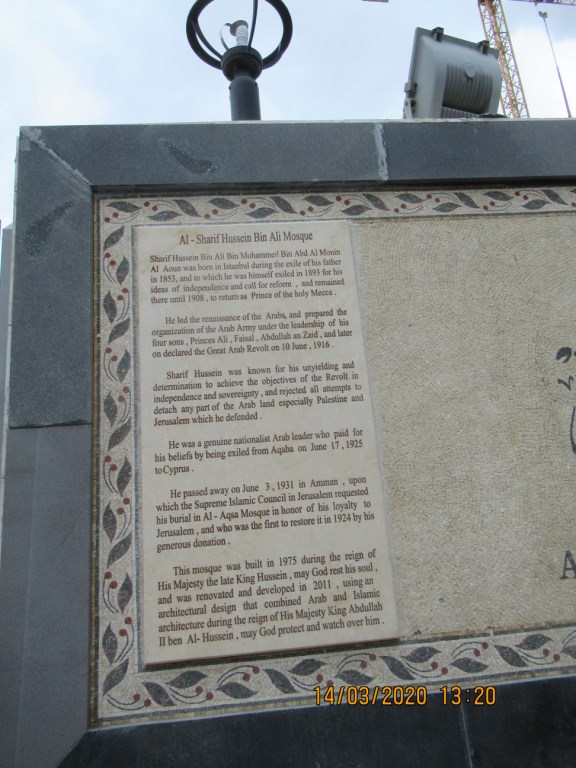 Al - Sharif Hussein Bin Ali Mosque
Sharif Hussein Bin Ali Bin Mohammed Bin Abd Al Mouin
Al Aoun was born in Istanbul during the exile of his father
in 1853, and to which he was himself exiled in 1893 for his
ideas of independence and call for reform , and remained
there until 1908 , to return as Prince of the holy Mecca .
He led the renaossance of the Arabs, and prepared the
organization of the Arab Army under the leadership of his
four sons , Princes Ali , Faisal , Abdullah an Zaid , and later
on declared the Great Arab Revolt on 10 June , 1916 .
Sharif Hussein was known for his unyielding and
determination to achieve the objectives of the Revolt in
independence and sovereignty , and rejected all attempts to
detach any part of the Arab land especially Palestine and
Jerusalem which he defended .
He was a genuine nationalist Arab leader who paid for
his beliefs by being exiled from Aqaba on June 17 , 1925
to Cyprus .
He passed away on June 3 , 1931 in Amman , upon
which the Supreme Islamic Council in Jerusalem requested
his burial in Al - Aqsa Mosque in honor of his loyalty to
Jerusalem , and who was the first to restore it in 1924 by his
generous donation .
This mosque was built in 1975 during the reign of
His Majesty the late King Hussein , may God rest his soul ,
and was renovated and developed in 2011 , using an
architectural design that combined Arab and Islamic
architecture during the reign of His Majesty King Abdullah
II ben Al- Hussein , may God protect and watch over him .
A
14/03/2020 13:20